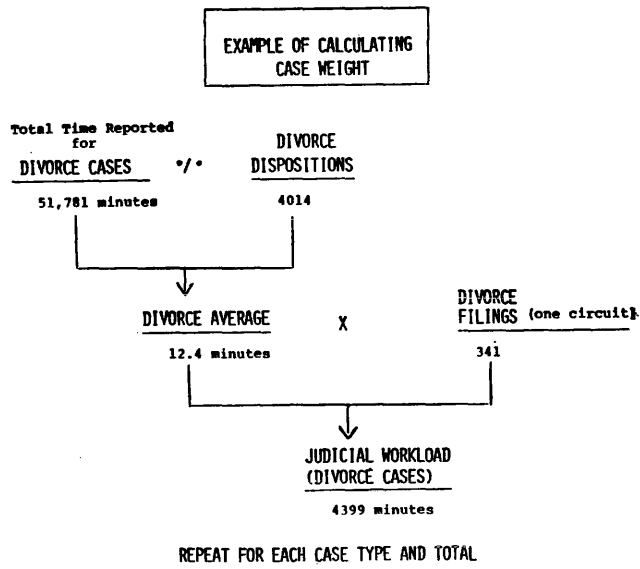 EXAMPLE OF CALCULATING
CASE WEIGHT
Total Time Reported
for
DIVORCE CASES
"/"
DIVORCE
DISPOSITIONS
51,781 minutes
4014
DIVORCE AVERAGE
X
DIVORCE
FILINGS (one circuit)
12.4 minutes
341
JUDICIAL WORKLOAD
(DIVORCE CASES)
4399 minutes
REPEAT FOR EACH CASE TYPE AND TOTAL